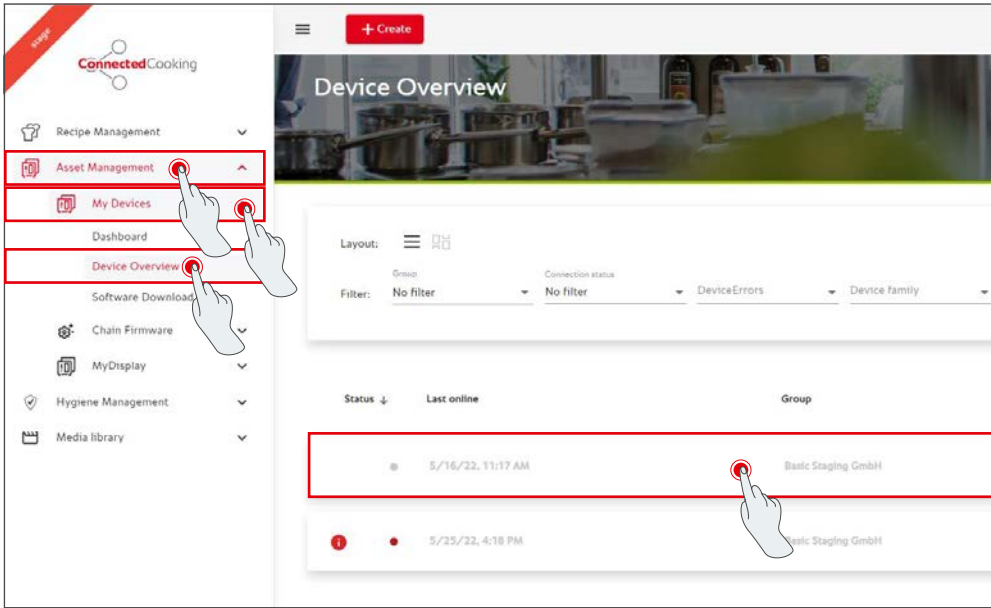 stage
ConnectedCooking
Recipe Management
Asset Management
My Devices
Dashboard
Device Overview
Software Download
Chain Firmware
MyDisplay
Hygiene Management
Media library
+ Create
Device Overview
Layout:
Group
Connection status
Filter:
No filter
No filter
DeviceErrors
Device family
Status ↓
Last online
Group
5/16/22, 11:17 AM
Basic Staging GmbH
5/25/22, 4:18 PM
Basic Staging GmbH